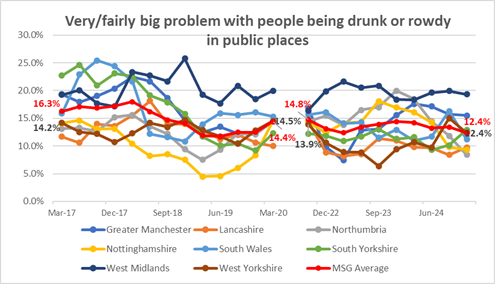 Very/fairly big problem with people being drunk or rowdy
in public places
30.0%
25.0%
20.0%
15.0%
10.0%
5.0%
0.0%
16.3%
14.2%
14.5%
14.4%
14.8%
13.9%
12.4%
12.4%
Mar-17 Dec-17 Sept-18 Jun-19 Mar-20 Dec-22 Sep-23 Jun-24
Greater Manchester Lancashire Northumbria
Nottinghamshire South Wales South Yorkshire
West Midlands West Yorkshire MSG Average